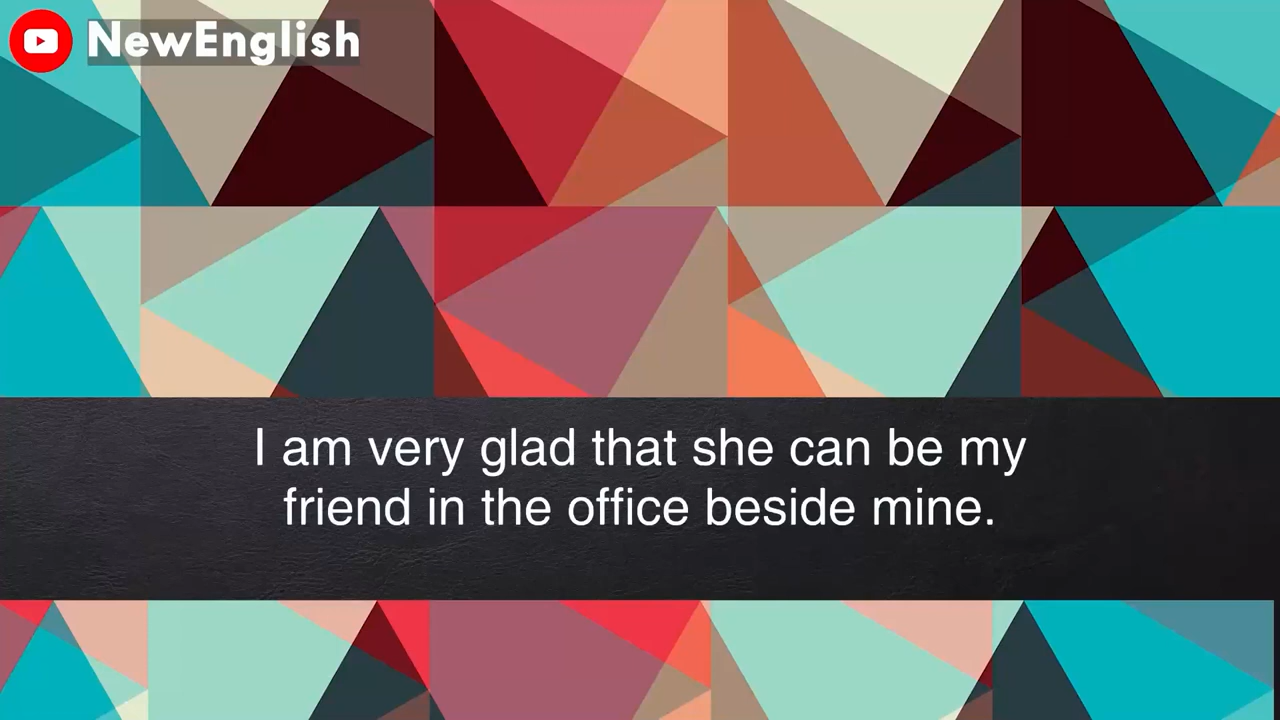 NewEnglish
I am very glad that she can be my
friend in the office beside mine.